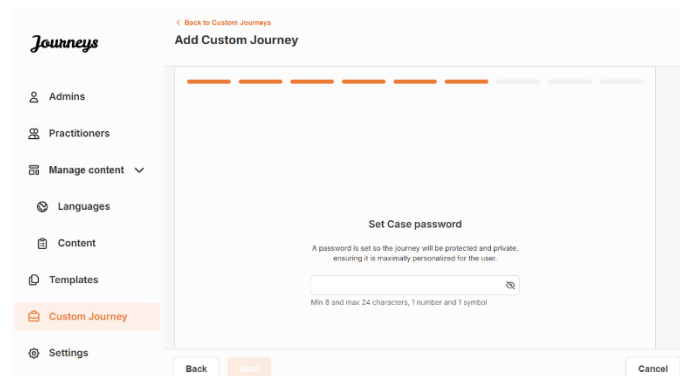 Journeys
Admins
Practitioners
Manage content
Languages
Content
Templates
Custom Journey
Settings
< Back to Custom Journeys
Add Custom Journey
Set Case password
A password is set so the journey will be protected and private,
ensuring it is maximally personalized for the user.
Min 8 and max 24 characters, 1 number and 1 symbol
Back
Next
Cancel